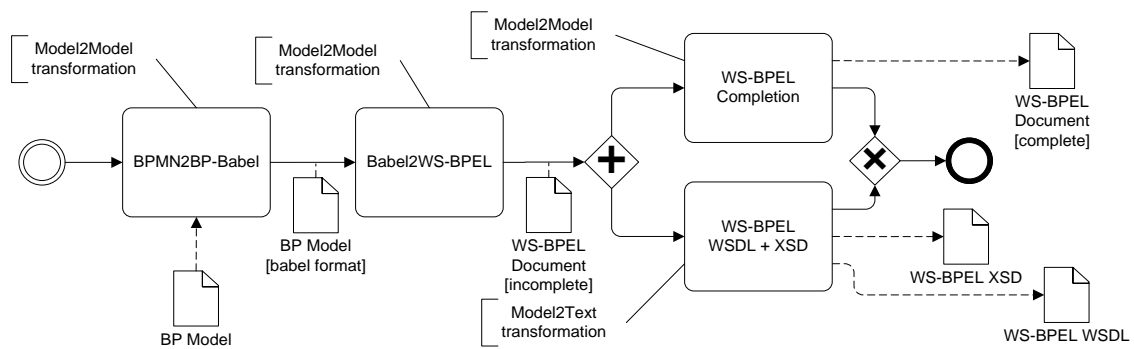 Model2Model
transformation
Model2Model
transformation
Model2Model
transformation
BPMN2BP-Babel
Babel2WS-BPEL
WS-BPEL
Completion
WS-BPEL
Document
[complete]
BP Model
[babel format]
WS-BPEL
Document
[incomplete]
WS-BPEL
WSDL + XSD
WS-BPEL XSD
BP Model
Model2Text
transformation
WS-BPEL WSDL